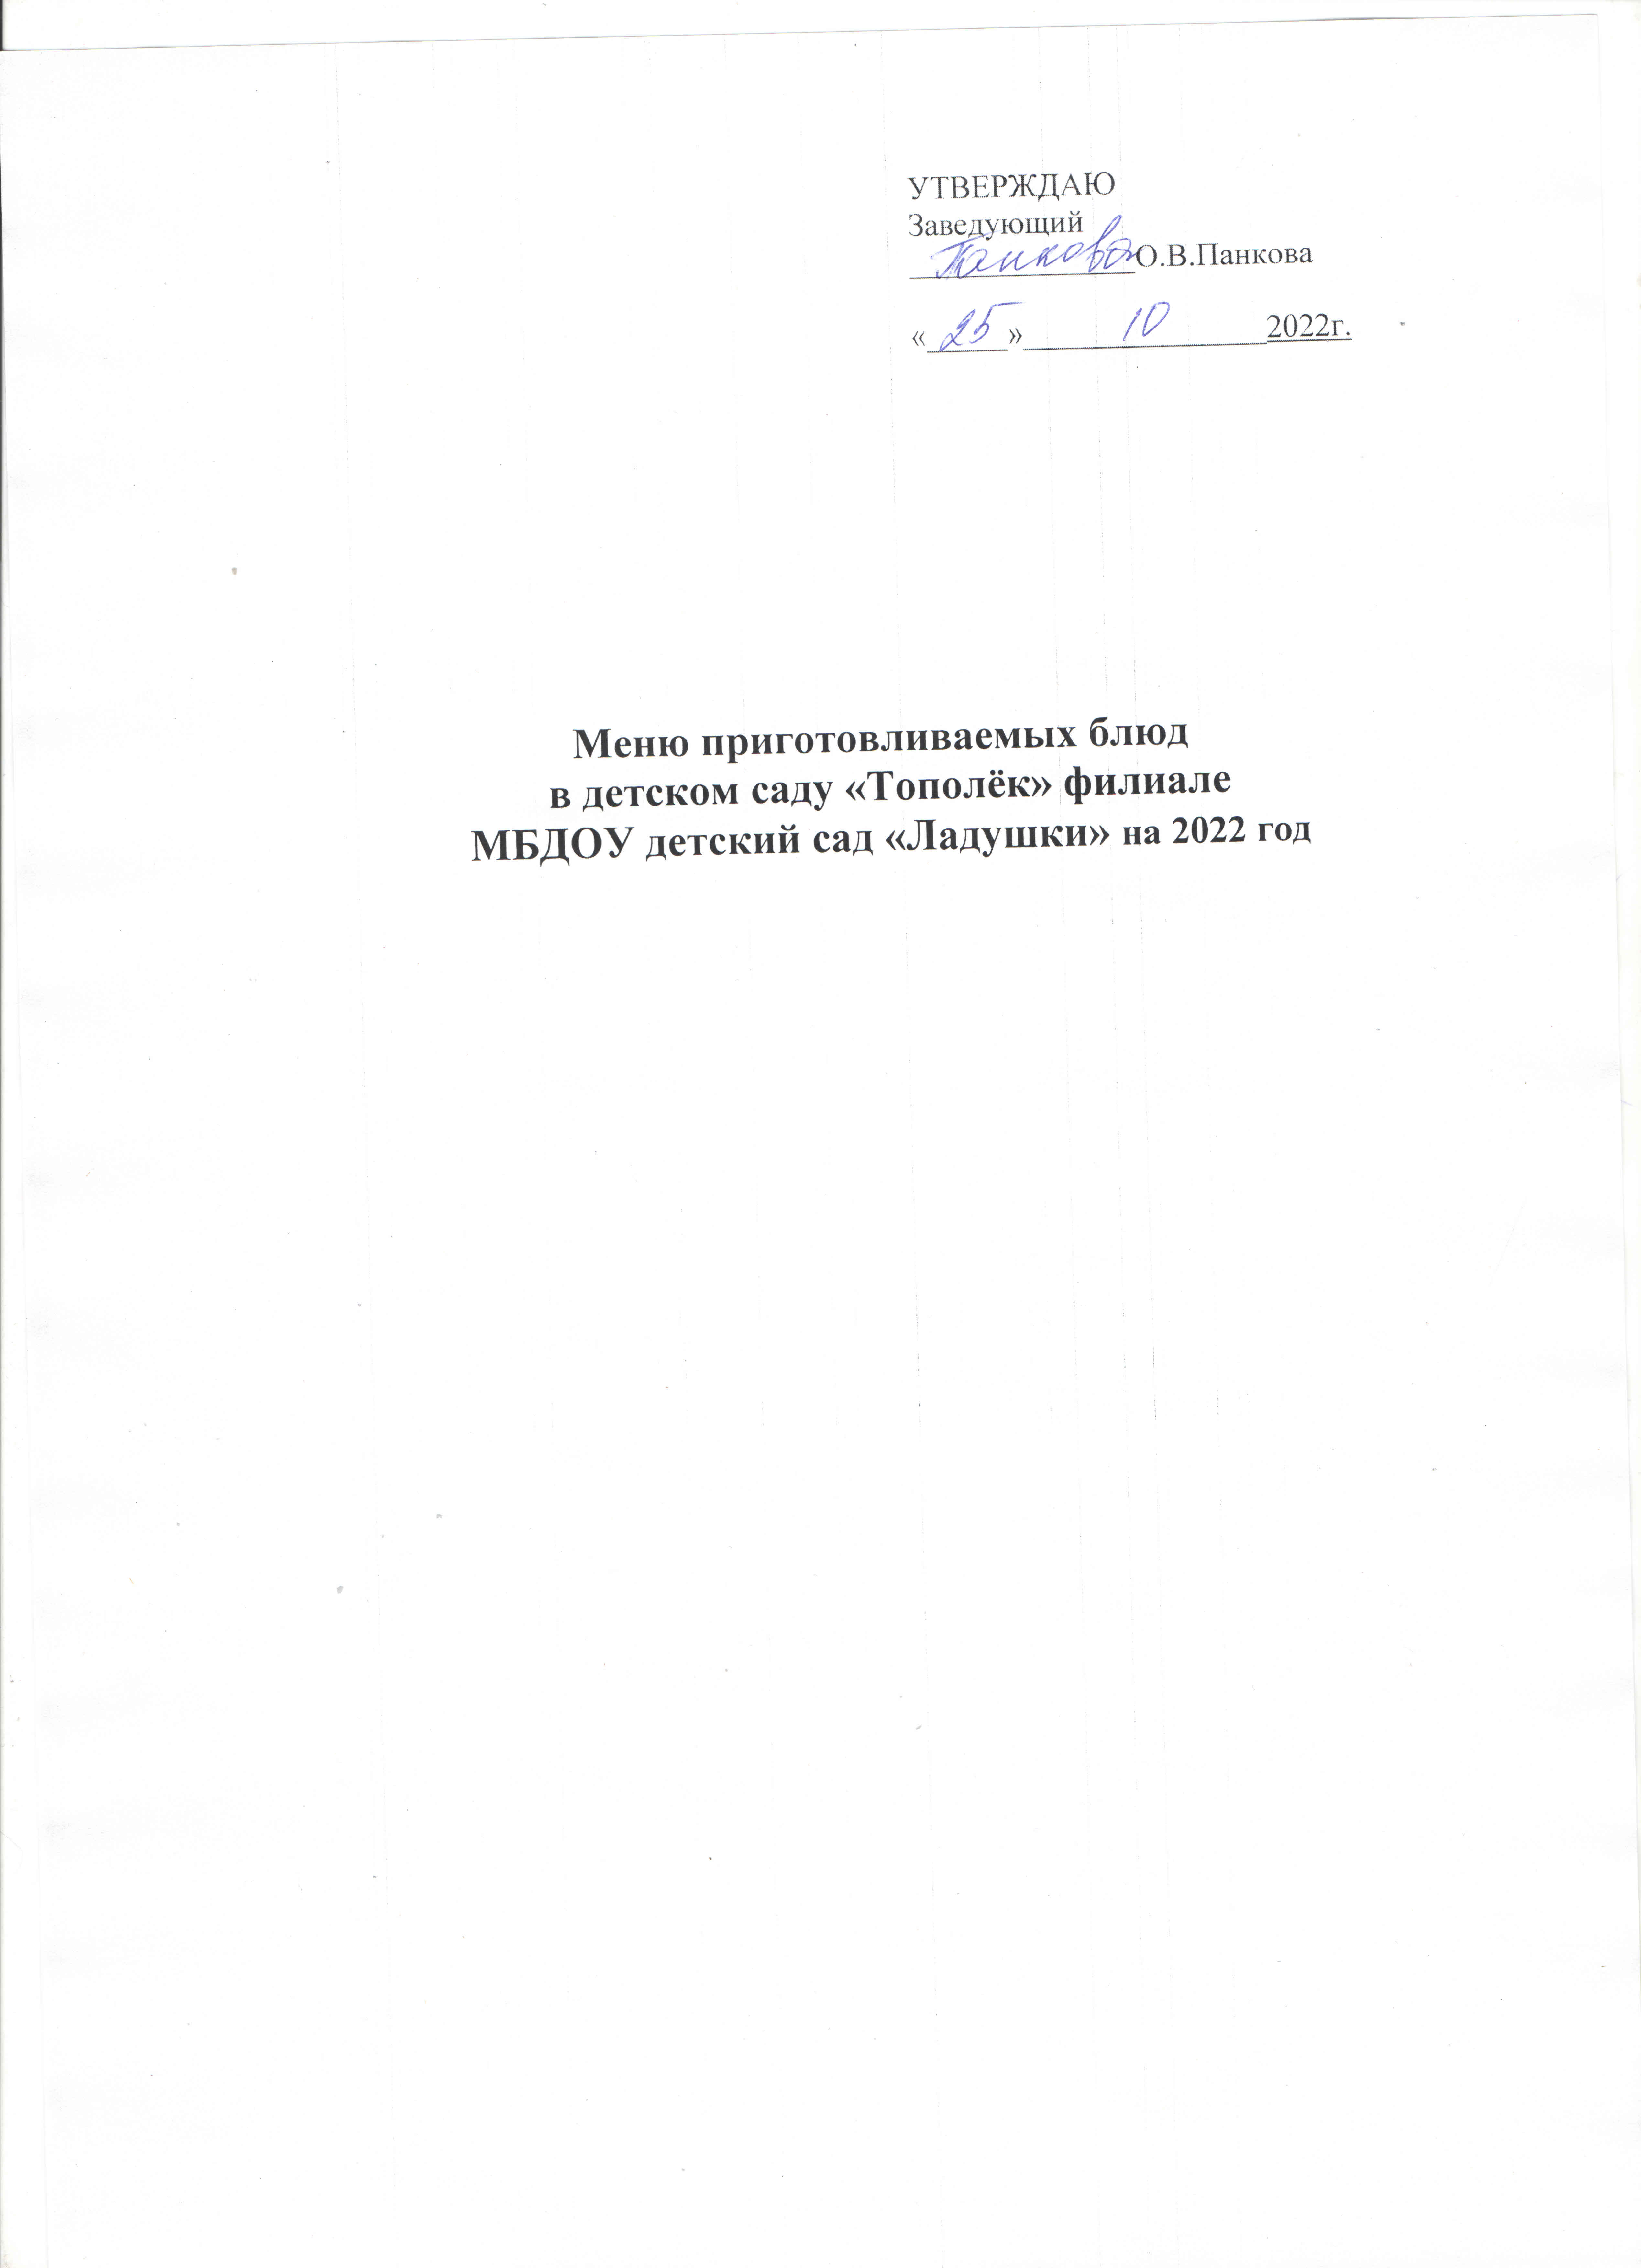 УТВЕРЖДАЮ
Заведующий
Панкова О.В.Панкова
«25» 10 2022г.
Меню приготовливаемых блюд
в детском саду «Тополёк» филиале
МБДОУ детский сад «Ладушки» на 2022 год